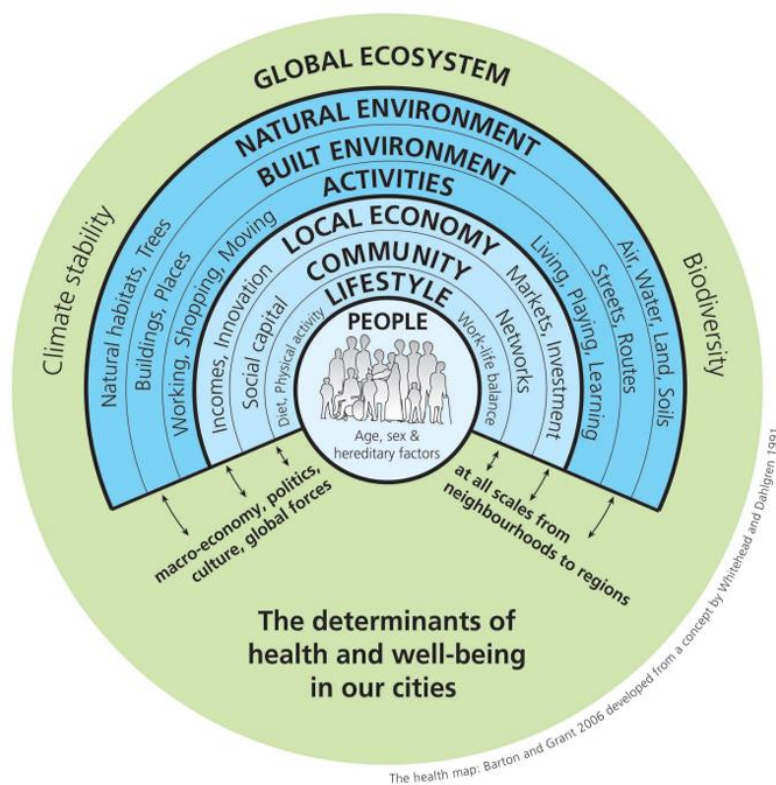 GLOBAL ECOSYSTEM
NATURAL ENVIRONMENT
BUILT ENVIRONMENT
ACTIVITIES
LOCAL ECONOMY
COMMUNITY
LIFESTYLE
PEOPLE
Age, sex &
hereditary factors
Climate stability
Natural habitats, Trees
Buildings, Places
Working, Shopping, Moving
Incomes, Innovation
Social capital
Diet, Physical activity
Work-life balance
Networks
Markets, Investment
Living, Playing, Learning
Streets, Routes
Air, Water, Land, Soils
Biodiversity
macro-economy, politics,
culture, global forces
at all scales from
neighbourhoods to regions
The determinants of
health and well-being
in our cities
The health map: Barton and Grant 2006 developed from a concept by Whitehead and Dahlgren 1991